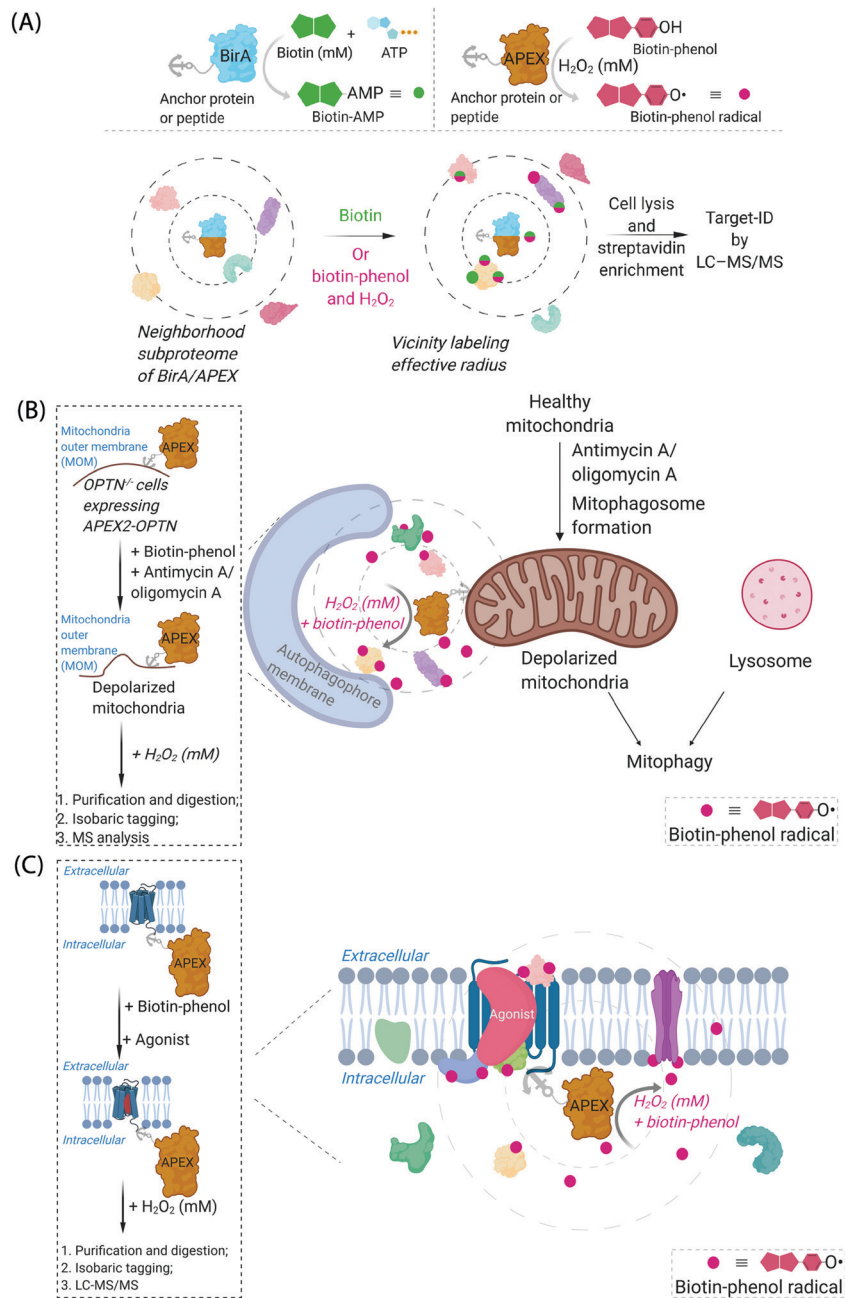 (A)
BirA
Biotin (mM)
+
ATP
Anchor protein
or peptide
AMP ≡
Biotin-AMP
APEX
OH
Biotin-phenol
H₂O₂ (mM)
Anchor protein or
peptide
O• ≡
Biotin-phenol radical
Biotin
Or
biotin-phenol
and H₂O₂
Cell lysis
and
streptavidin
enrichment
Target-ID
by
LC–MS/MS
Neighborhood
subproteome
of BirA/APEX
Vicinity labeling
effective radius
(B)
Mitochondria
outer membrane
(MOM)
APEX
OPTN⁻/⁻ cells
expressing
APEX2-OPTN
+ Biotin-phenol
+ Antimycin A/
oligomycin A
Mitochondria
outer
membrane
(MOM)
APEX
Depolarized
mitochondria
+ H₂O₂ (mM)
1. Purification and digestion;
2. Isobaric tagging;
3. MS analysis
Healthy
mitochondria
Antimycin A/
oligomycin A
Mitophagosome
formation
H₂O₂ (mM)
+ biotin-phenol
APEX
Autophagophore
membrane
Depolarized
mitochondria
Lysosome
Mitophagy
≡ O•
Biotin-phenol radical
(C)
Extracellular
Intracellular
APEX
+ Biotin-phenol
+ Agonist
Extracellular
Intracellular
APEX
+ H₂O₂ (mM)
1. Purification and digestion;
2. Isobaric tagging;
3. LC-MS/MS
Extracellular
Agonist
Intracellular
APEX
H₂O₂ (mM)
+ biotin-phenol
≡ O•
Biotin-phenol radical